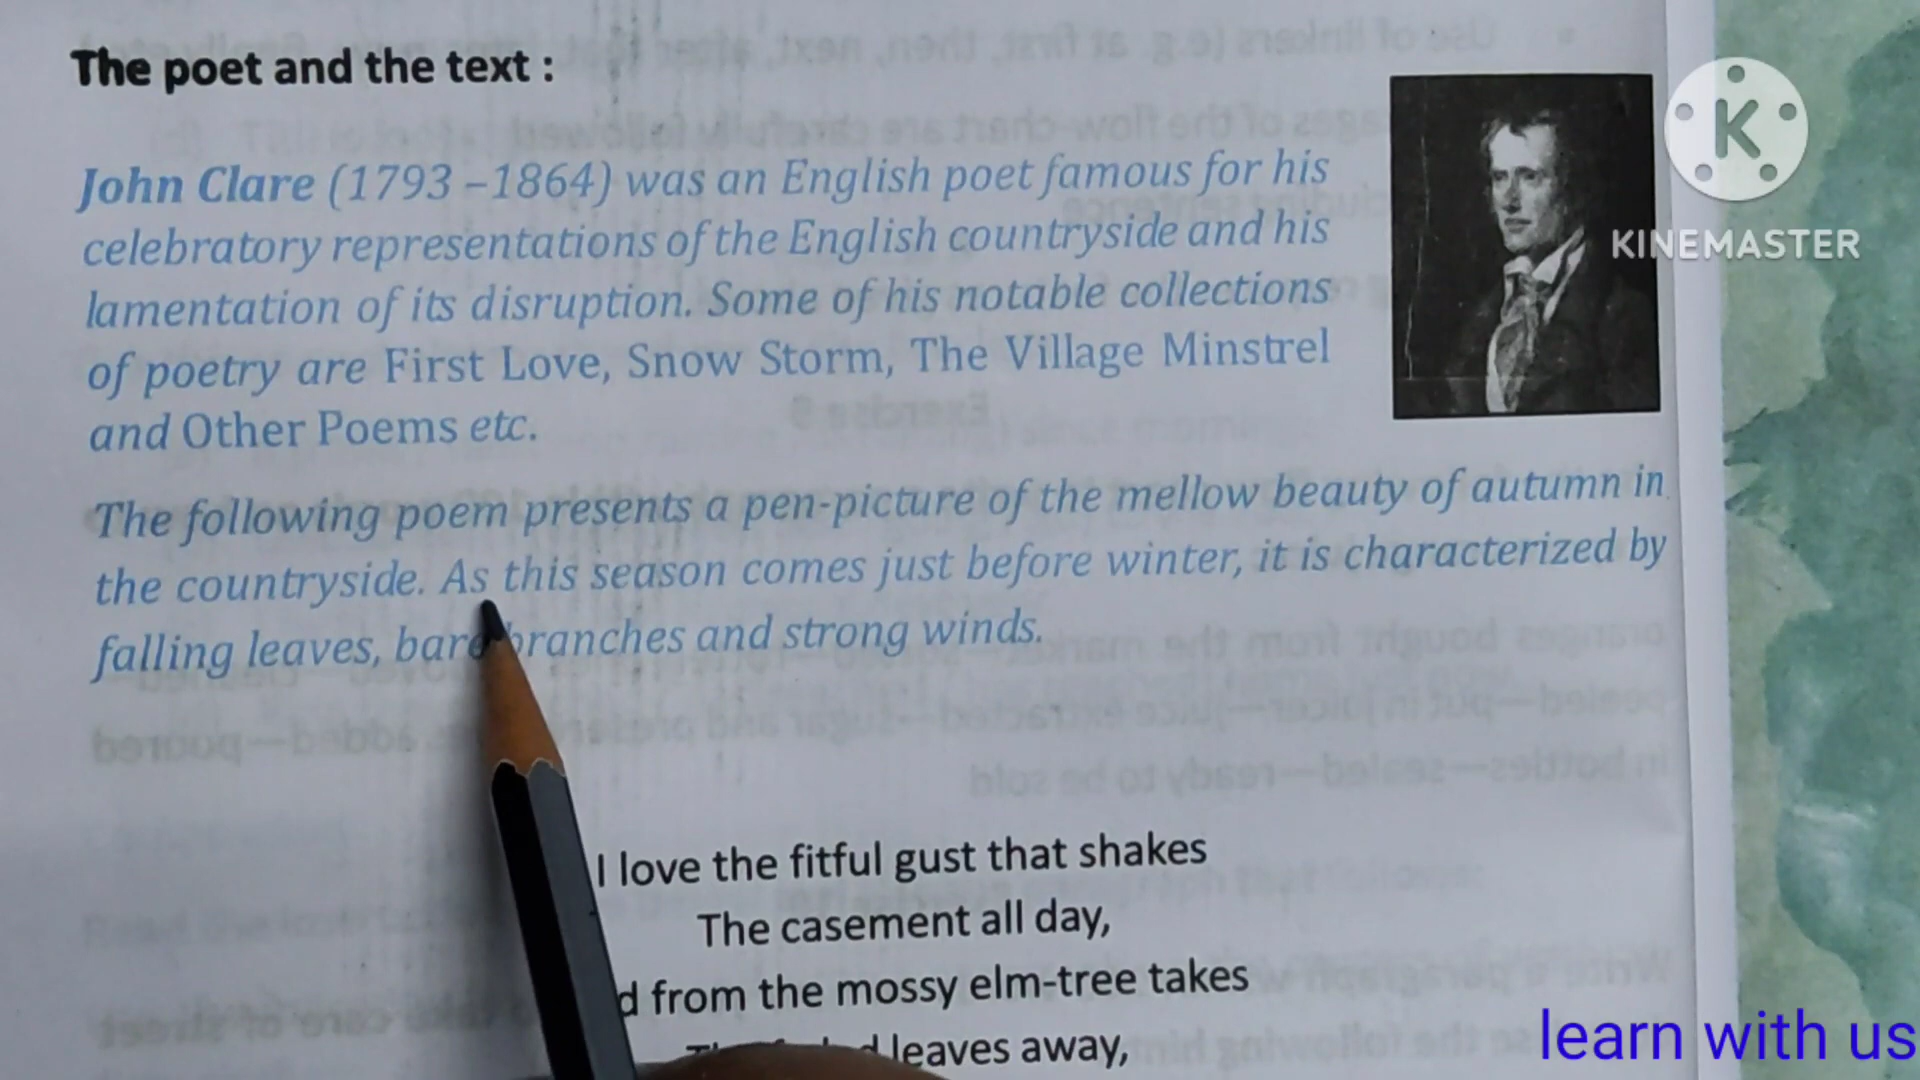 The poet and the text :
John Clare (1793 –1864) was an English poet famous for his
celebratory representations of the English countryside and his
lamentation of its disruption. Some of his notable collections
of poetry are First Love, Snow Storm, The Village Minstrel
and Other Poems etc.
The following poem presents a pen-picture of the mellow beauty of autumn in
the countryside. As this season comes just before winter, it is characterized by
falling leaves, bare branches and strong winds.
I love the fitful gust that shakes
The casement all day,
from the mossy elm-tree takes
leaves away,
K
KINEMASTER
learn with us